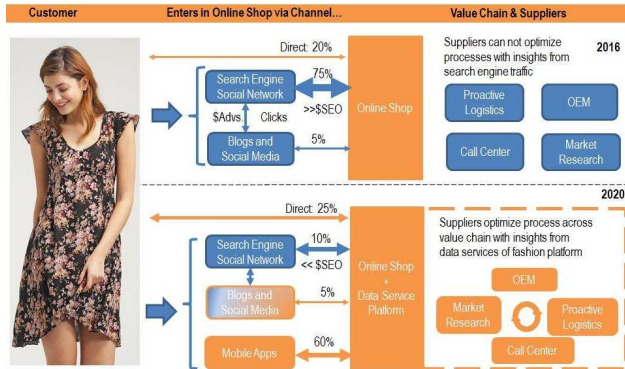 Customer
Enters in Online Shop via Channel…
Value Chain & Suppliers
Direct: 20%
Search Engine
Social Network
75%
>>$SEO
$Advs.
Clicks
Blogs and
Social Media
5%
Online Shop
Suppliers can not optimize
processes with insights from
search engine traffic
2016
Proactive
Logistics
OEM
Call Center
Market
Research
2020
Direct: 25%
Search Engine
Social Network
10%
<< $SEO
Blogs and
Social Media
5%
Mobile Apps
60%
Online Shop
+
Data Service
Platform
Suppliers optimize process across
value chain with insights from
data services of fashion platform
OEM
Market
Research
Proactive
Logistics
Call Center